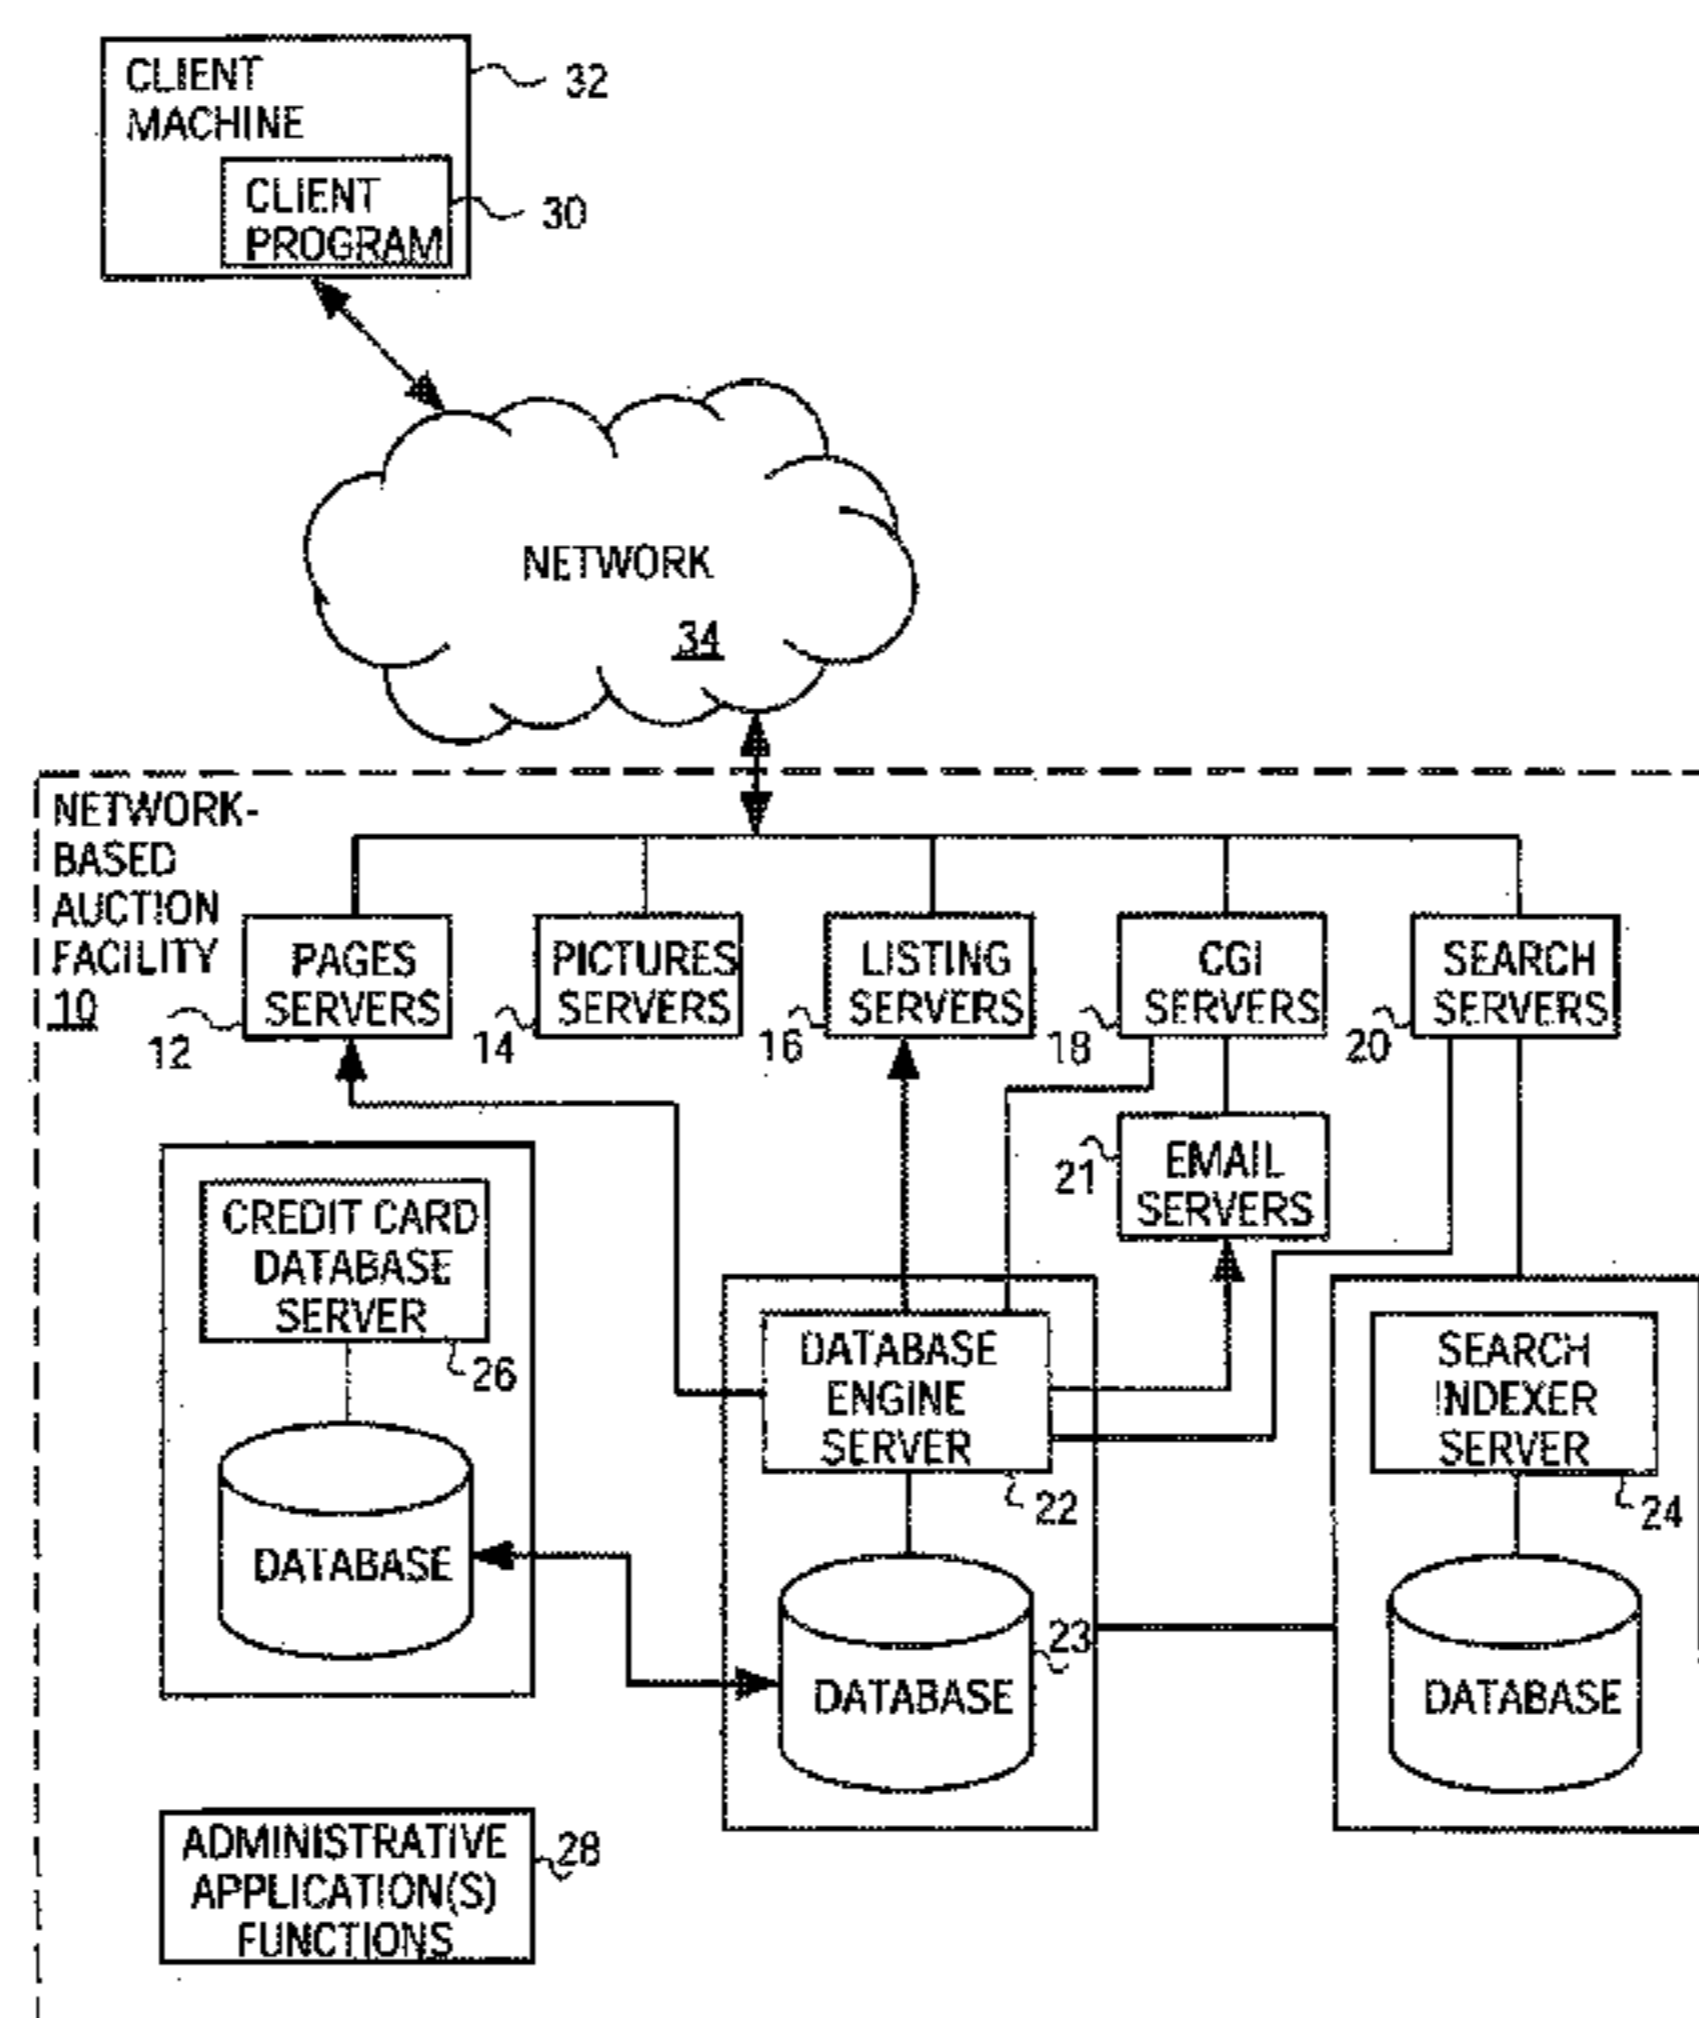 CLIENT
MACHINE
32
CLIENT
PROGRAM
30
NETWORK
34
NETWORK-
BASED
AUCTION
FACILITY
10
PAGES
SERVERS
12
PICTURES
SERVERS
14
LISTING
SERVERS
16
CGI
SERVERS
18
SEARCH
SERVERS
20
EMAIL
SERVERS
21
CREDIT CARD
DATABASE
SERVER
26
DATABASE
DATABASE
ENGINE
SERVER
22
DATABASE
23
SEARCH
INDEXER
SERVER
24
DATABASE
ADMINISTRATIVE
APPLICATION(S)
FUNCTIONS
28